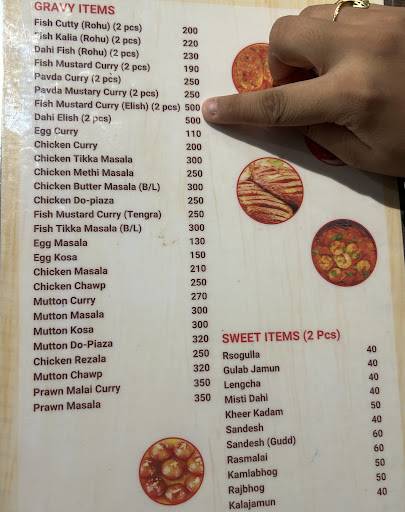 GRAVY ITEMS
Fish Cutty (Rohu) (2 pcs) 200
Fish Kalia (Rohu) (2 pcs) 220
Dahi Fish (Rohu) (2 pcs) 230
Fish Mustard Curry (2 pcs) 190
Pavda Curry (2 pcs) 250
Pavda Mustary Curry (2 pcs) 250
Fish Mustard Curry (Elish) (2 pcs) 500
Dahi Elish (2 pcs) 500
Egg Curry 110
Chicken Curry 200
Chicken Tikka Masala 300
Chicken Methi Masala 250
Chicken Butter Masala (B/L) 300
Chicken Do-piaza 250
Fish Mustard Curry (Tengra) 250
Fish Tikka Masala (B/L) 300
Egg Masala 130
Egg Kosa 150
Chicken Masala 210
Chicken Chawp 250
Mutton Curry 270
Mutton Masala 300
Mutton Kosa 300
Mutton Do-Piaza 320
Chicken Rezala 250
Mutton Chawp 320
Prawn Malai Curry 350
Prawn Masala 350
SWEET ITEMS (2 Pcs)
Rsogulla 40
Gulab Jamun 40
Lengcha 40
Misti Dahi 40
Kheer Kadam 50
Sandesh 40
Sandesh (Gudd) 60
Rasmalai 60
Kamlabhog 50
Rajbhog 50
Kalajamun 40